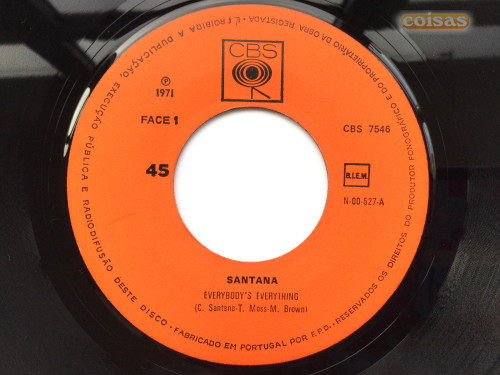 coisas
RESERVADOS OS DIREITOS DO PRODUTOR FONOGRÁFICO E DO PROPRIETÁRIO DA OBRA REGISTADA · É PROIBIDA A DUPLICAÇÃO, EXECUÇÃO PÚBLICA E RADIODIFUSÃO DESTE DISCO · FABRICADO EM PORTUGAL POR E.P.D. ·
CBS
℗
1971
FACE 1
CBS 7546
45
B.I.E.M.
N-00-527-A
SANTANA
EVERYBODY'S EVERYTHING
(C. Santana-T. Moss-M. Brown)